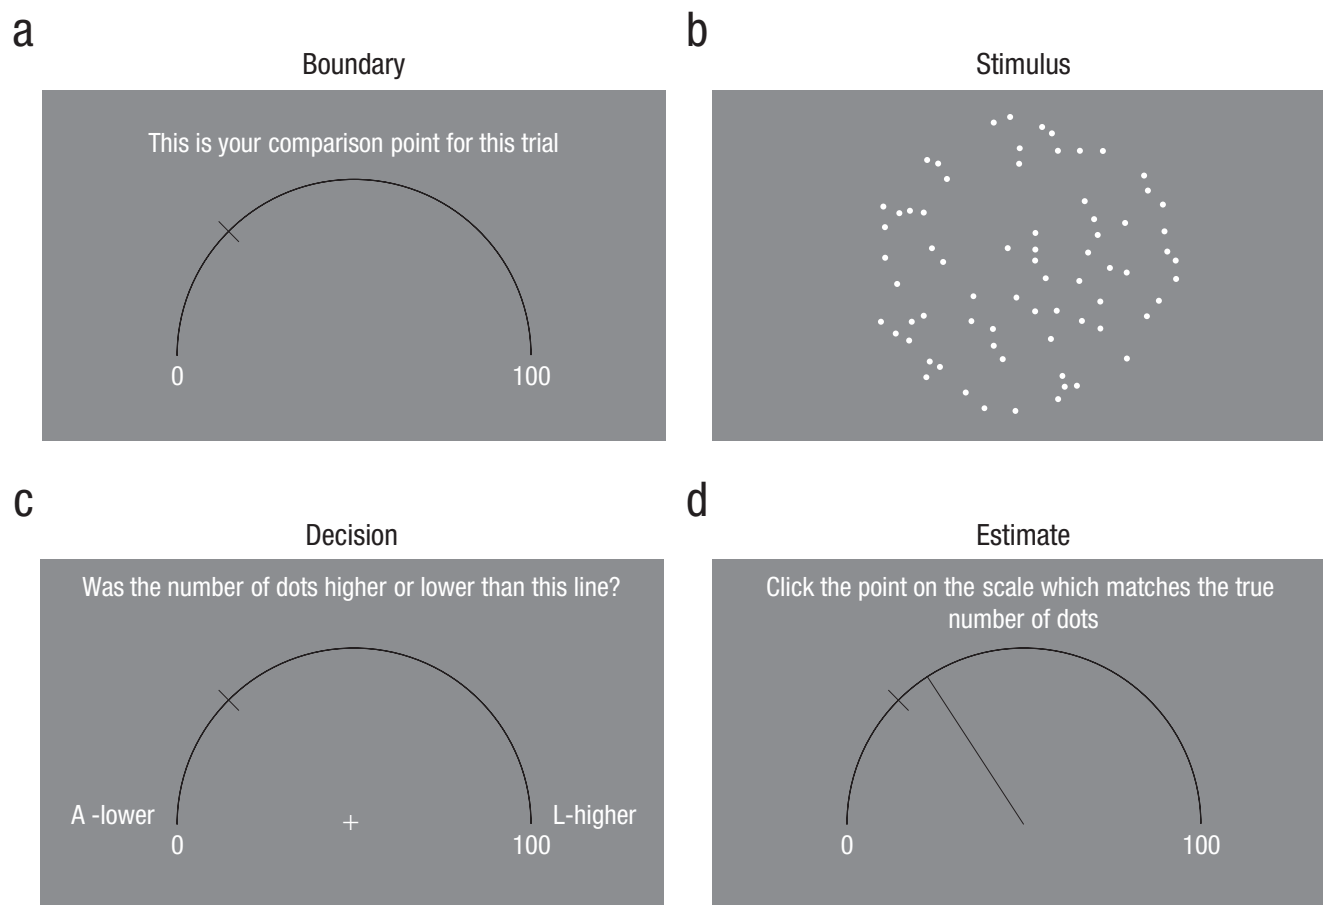 a
Boundary
This is your comparison point for this trial
0
100
b
Stimulus
c
Decision
Was the number of dots higher or lower than this line?
A -lower
L-higher
0
100
d
Estimate
Click the point on the scale which matches the true
number of dots
0
100